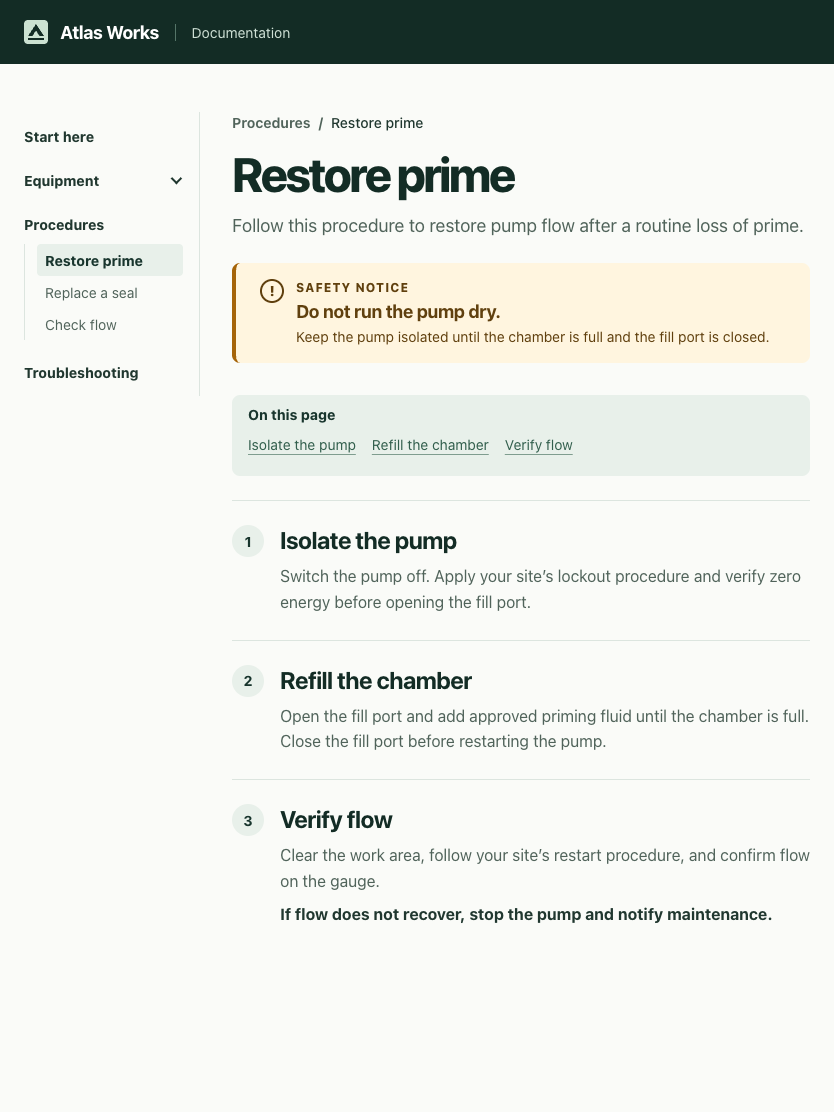 Atlas Works
Documentation
Start here
Equipment
Procedures
Restore prime
Replace a seal
Check flow
Troubleshooting
Procedures / Restore prime
Restore prime
Follow this procedure to restore pump flow after a routine loss of prime.
SAFETY NOTICE
Do not run the pump dry.
Keep the pump isolated until the chamber is full and the fill port is closed.
On this page
Isolate the pump Refill the chamber Verify flow
1 Isolate the pump
Switch the pump off. Apply your site’s lockout procedure and verify zero
energy before opening the fill port.
2 Refill the chamber
Open the fill port and add approved priming fluid until the chamber is full.
Close the fill port before restarting the pump.
3 Verify flow
Clear the work area, follow your site’s restart procedure, and confirm flow
on the gauge.
If flow does not recover, stop the pump and notify maintenance.